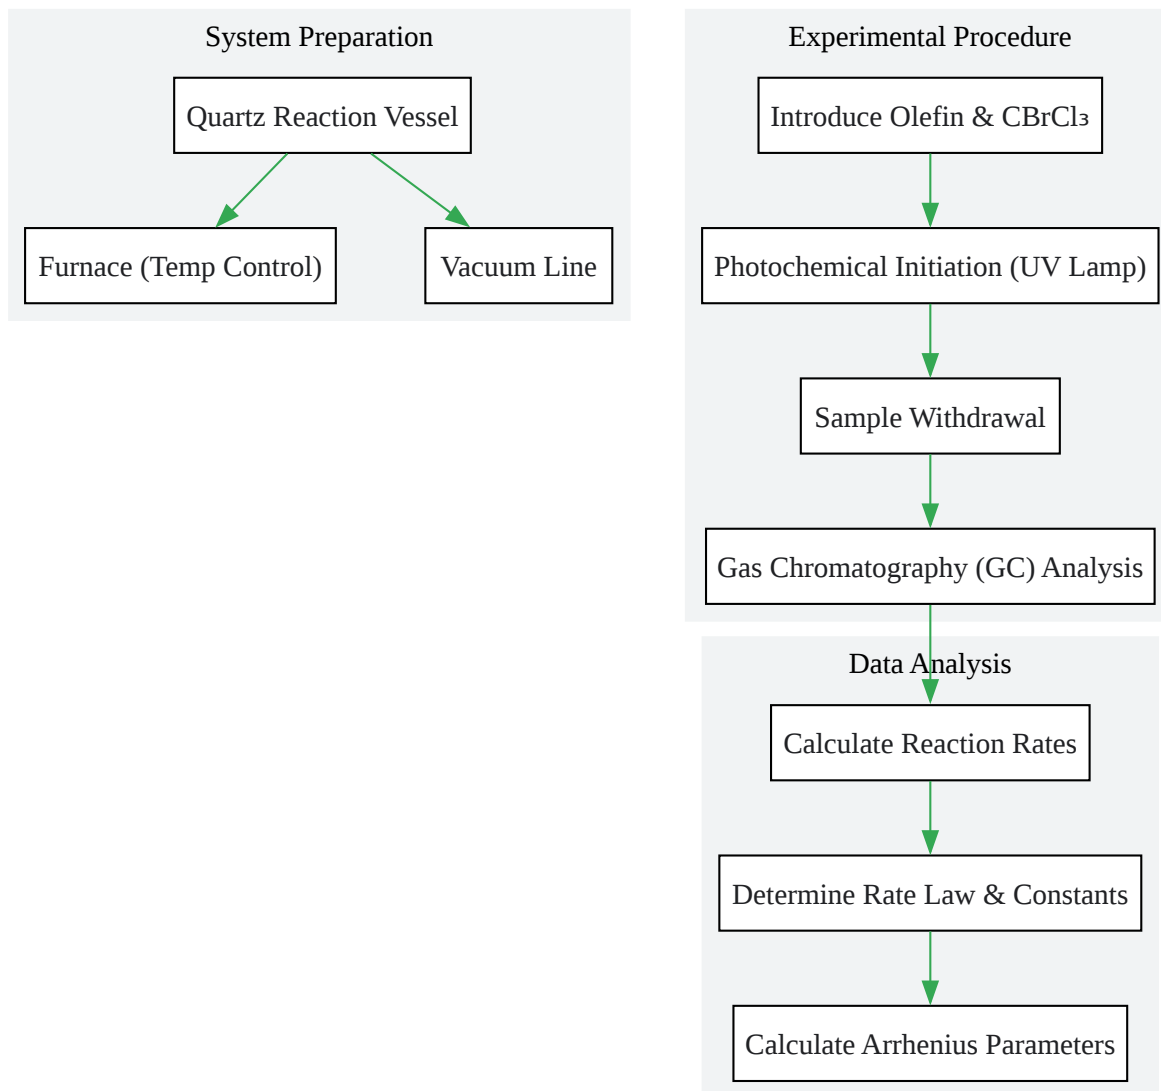 System Preparation
Quartz Reaction Vessel
Furnace (Temp Control)
Vacuum Line
Experimental Procedure
Introduce Olefin & CBrCl₃
Photochemical Initiation (UV Lamp)
Sample Withdrawal
Gas Chromatography (GC) Analysis
Data Analysis
Calculate Reaction Rates
Determine Rate Law & Constants
Calculate Arrhenius Parameters